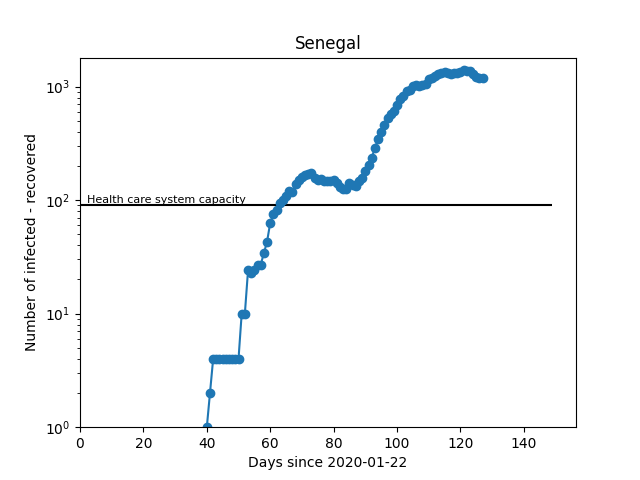 Senegal
Number of infected - recovered
10³
10²
10¹
10⁰
Health care system capacity
0 20 40 60 80 100 120 140
Days since 2020-01-22